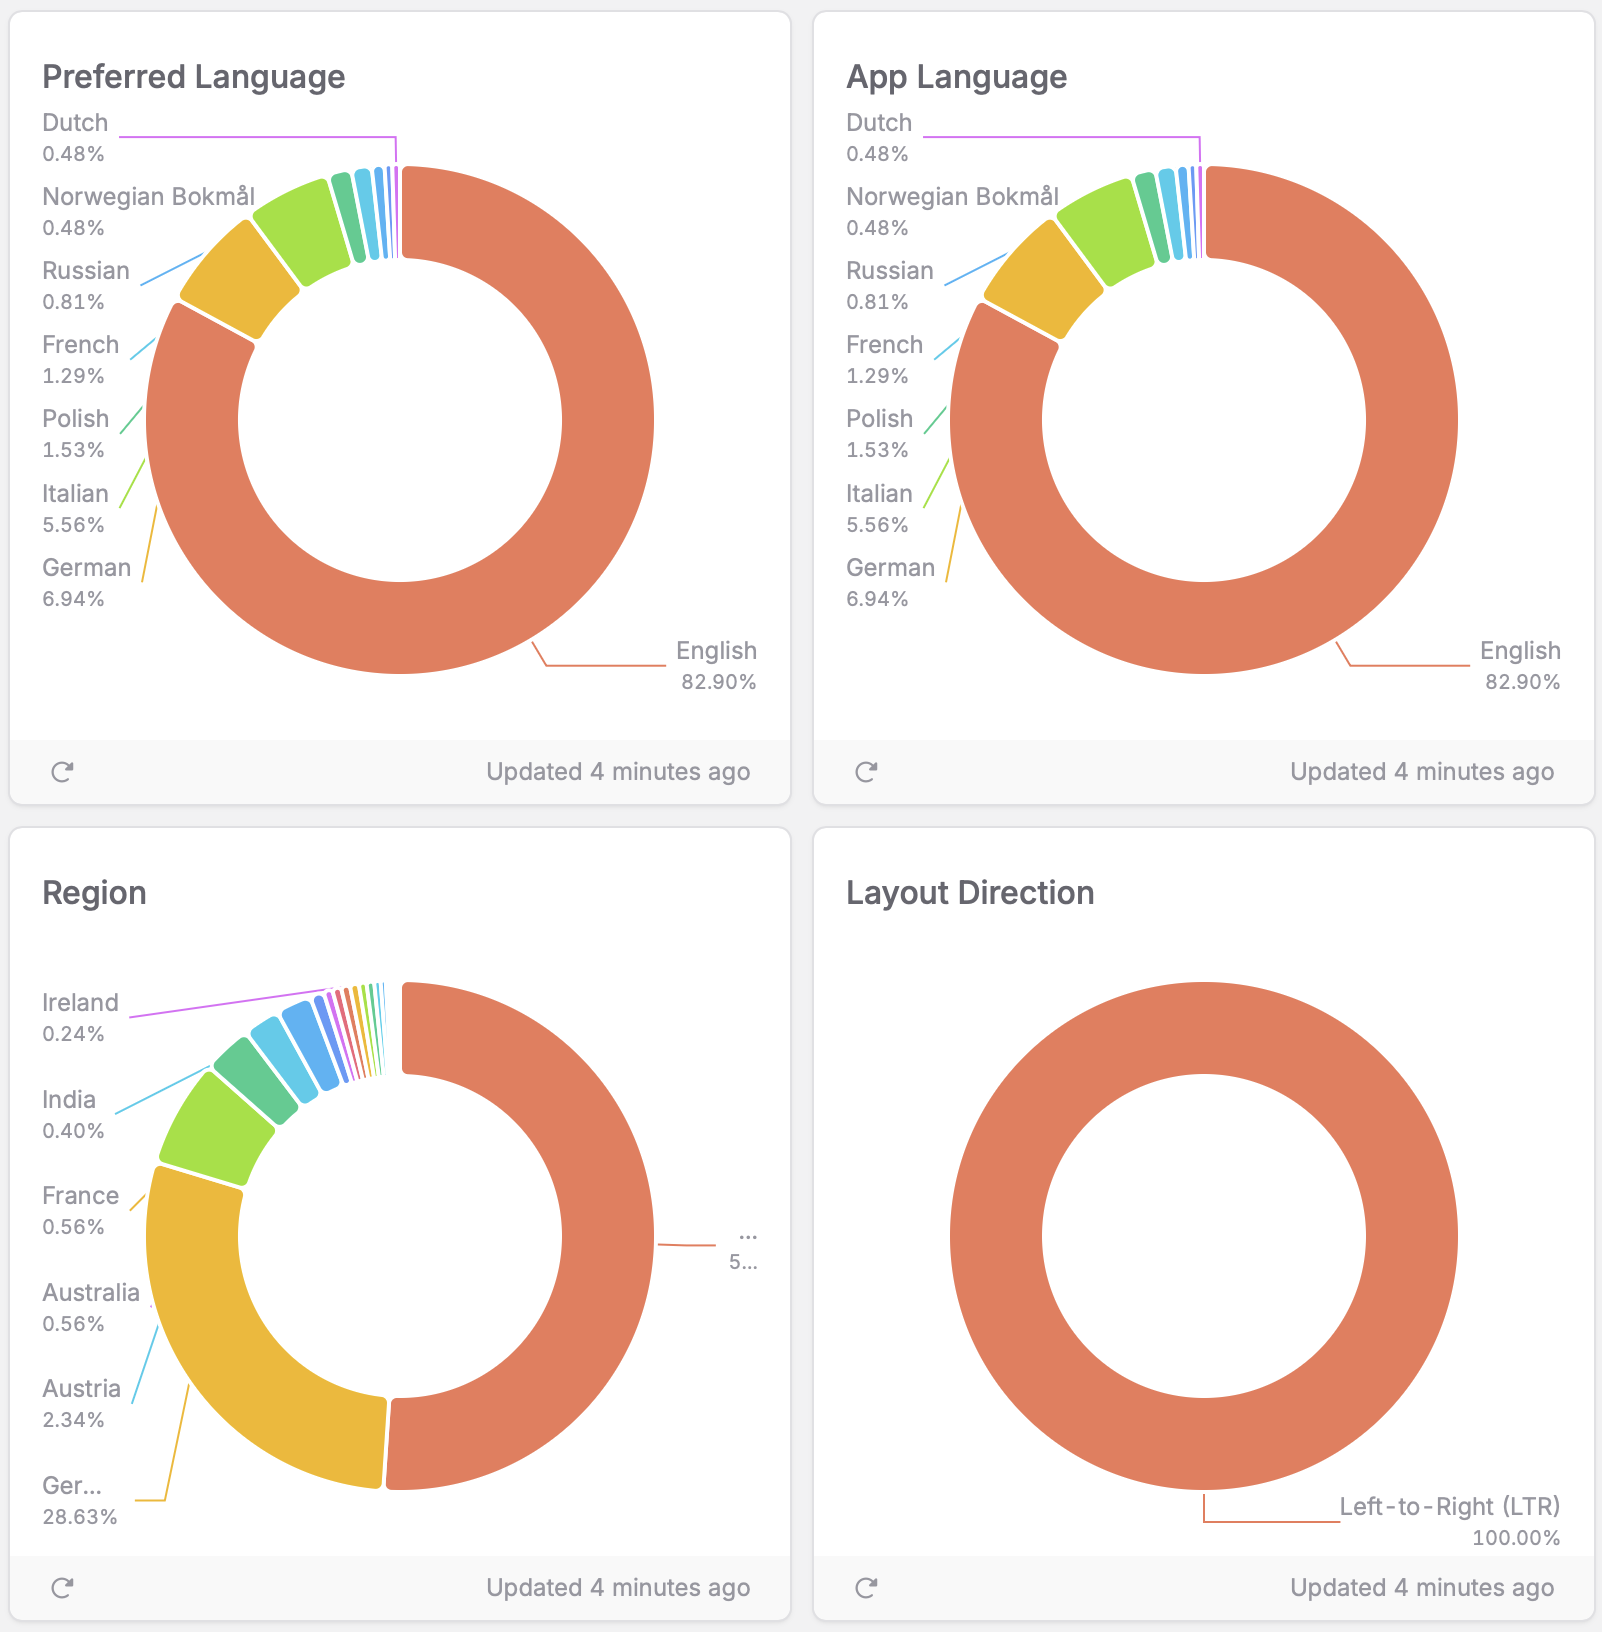 Preferred Language
Dutch
0.48%
Norwegian Bokmål
0.48%
Russian
0.81%
French
1.29%
Polish
1.53%
Italian
5.56%
German
6.94%
English
82.90%
Updated 4 minutes ago
App Language
Dutch
0.48%
Norwegian Bokmål
0.48%
Russian
0.81%
French
1.29%
Polish
1.53%
Italian
5.56%
German
6.94%
English
82.90%
Updated 4 minutes ago
Region
Ireland
0.24%
India
0.40%
France
0.56%
Australia
0.56%
Austria
2.34%
Ger...
28.63%
...
5...
Updated 4 minutes ago
Layout Direction
Left-to-Right (LTR)
100.00%
Updated 4 minutes ago